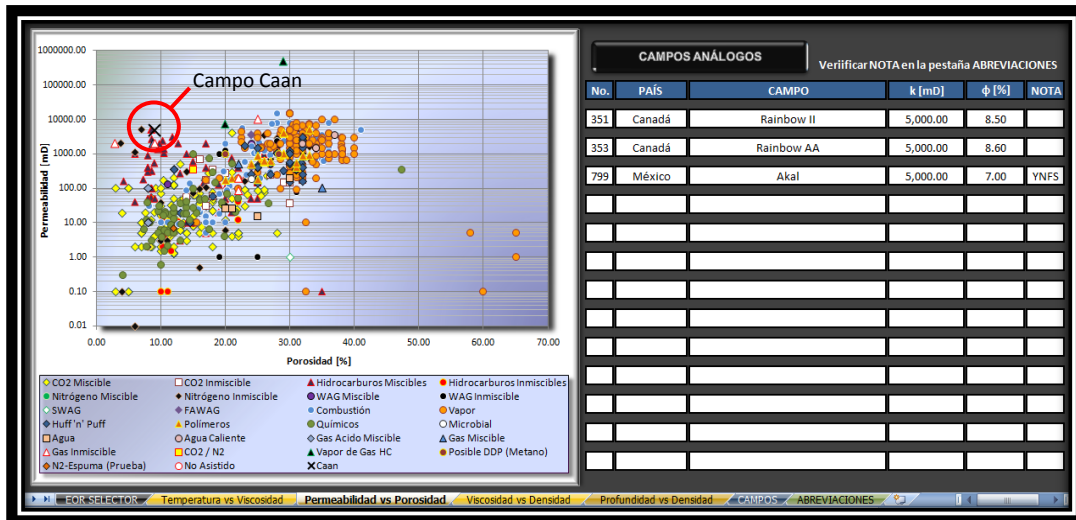 1000000.00
100000.00
10000.00
1000.00
100.00
10.00
1.00
0.10
0.01
Permeabilidad [mD]
Campo Caan
0.00 10.00 20.00 30.00 40.00 50.00 60.00 70.00
Porosidad [%]
CO2 Miscible CO2 Inmiscible Hidrocarburos Miscibles Hidrocarburos Inmiscibles
Nitrógeno Miscible Nitrógeno Inmiscible WAG Miscible WAG Inmiscible
SWAG FAWAG Combustión Vapor
Huff'n' Puff Polímeros Químicos Microbial
Agua Agua Caliente Gas Acido Miscible Gas Miscible
Gas Inmiscible CO2 / N2 Vapor de Gas HC Posible DDP (Metano)
N2-Espuma (Prueba) No Asistido Caan
CAMPOS ANÁLOGOS
Veriificar NOTA en la pestaña ABREVIACIONES
No. PAÍS CAMPO k [mD] ϕ [%] NOTA
351 Canadá Rainbow II 5,000.00 8.50
353 Canadá Rainbow AA 5,000.00 8.60
799 México Akal 5,000.00 7.00 YNFS
EOR SELECTOR Temperatura vs Viscosidad Permeabilidad vs Porosidad Viscosidad vs Densidad Profundidad vs Densidad CAMPOS ABREVIACIONES